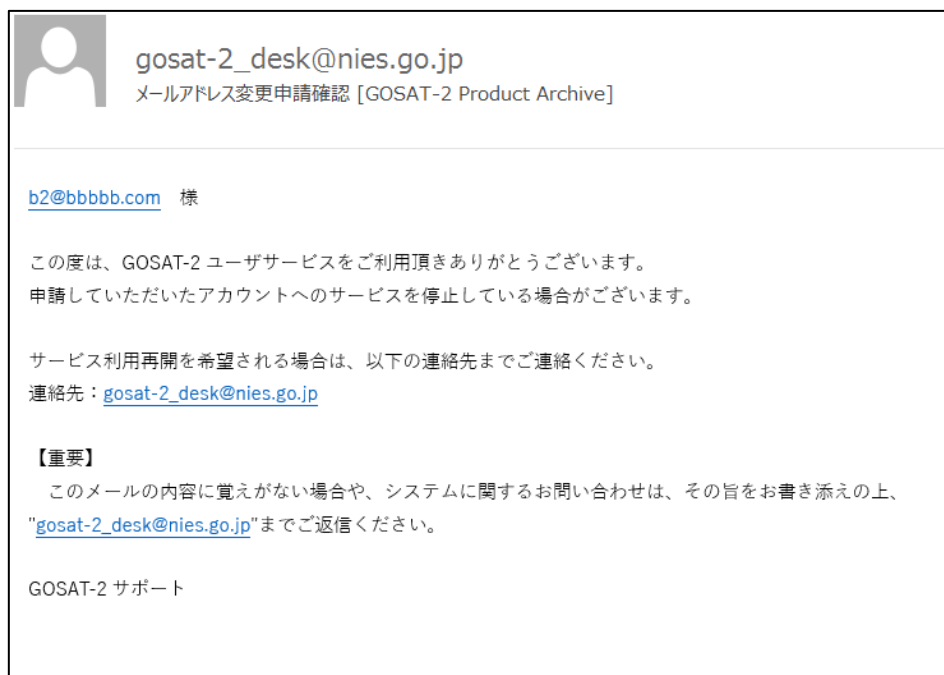 gosat-2_desk@nies.go.jp
メールアドレス変更申請確認 [GOSAT-2 Product Archive]
b2@bbbbb.com　様
この度は、GOSAT-2 ユーザサービスをご利用頂きありがとうございます。
申請していただいたアカウントへのサービスを停止している場合がございます。
サービス利用再開を希望される場合は、以下の連絡先までご連絡ください。
連絡先：gosat-2_desk@nies.go.jp
【重要】
　このメールの内容に覚えがない場合や、システムに関するお問い合わせは、その旨をお書き添えの上、
"gosat-2_desk@nies.go.jp"までご返信ください。
GOSAT-2 サポート